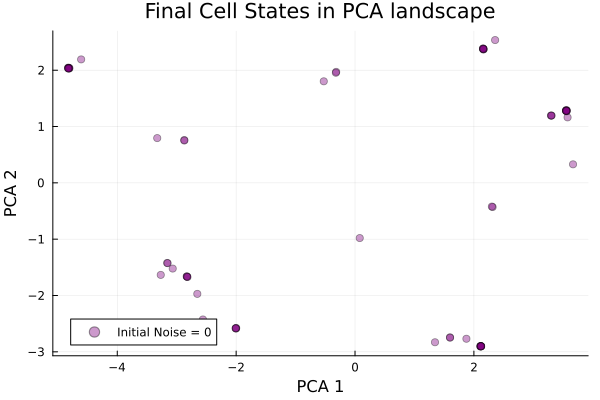 Final Cell States in PCA landscape
PCA 2
2
1
0
−1
−2
−3
Initial Noise = 0
−4
−2
0
2
PCA 1